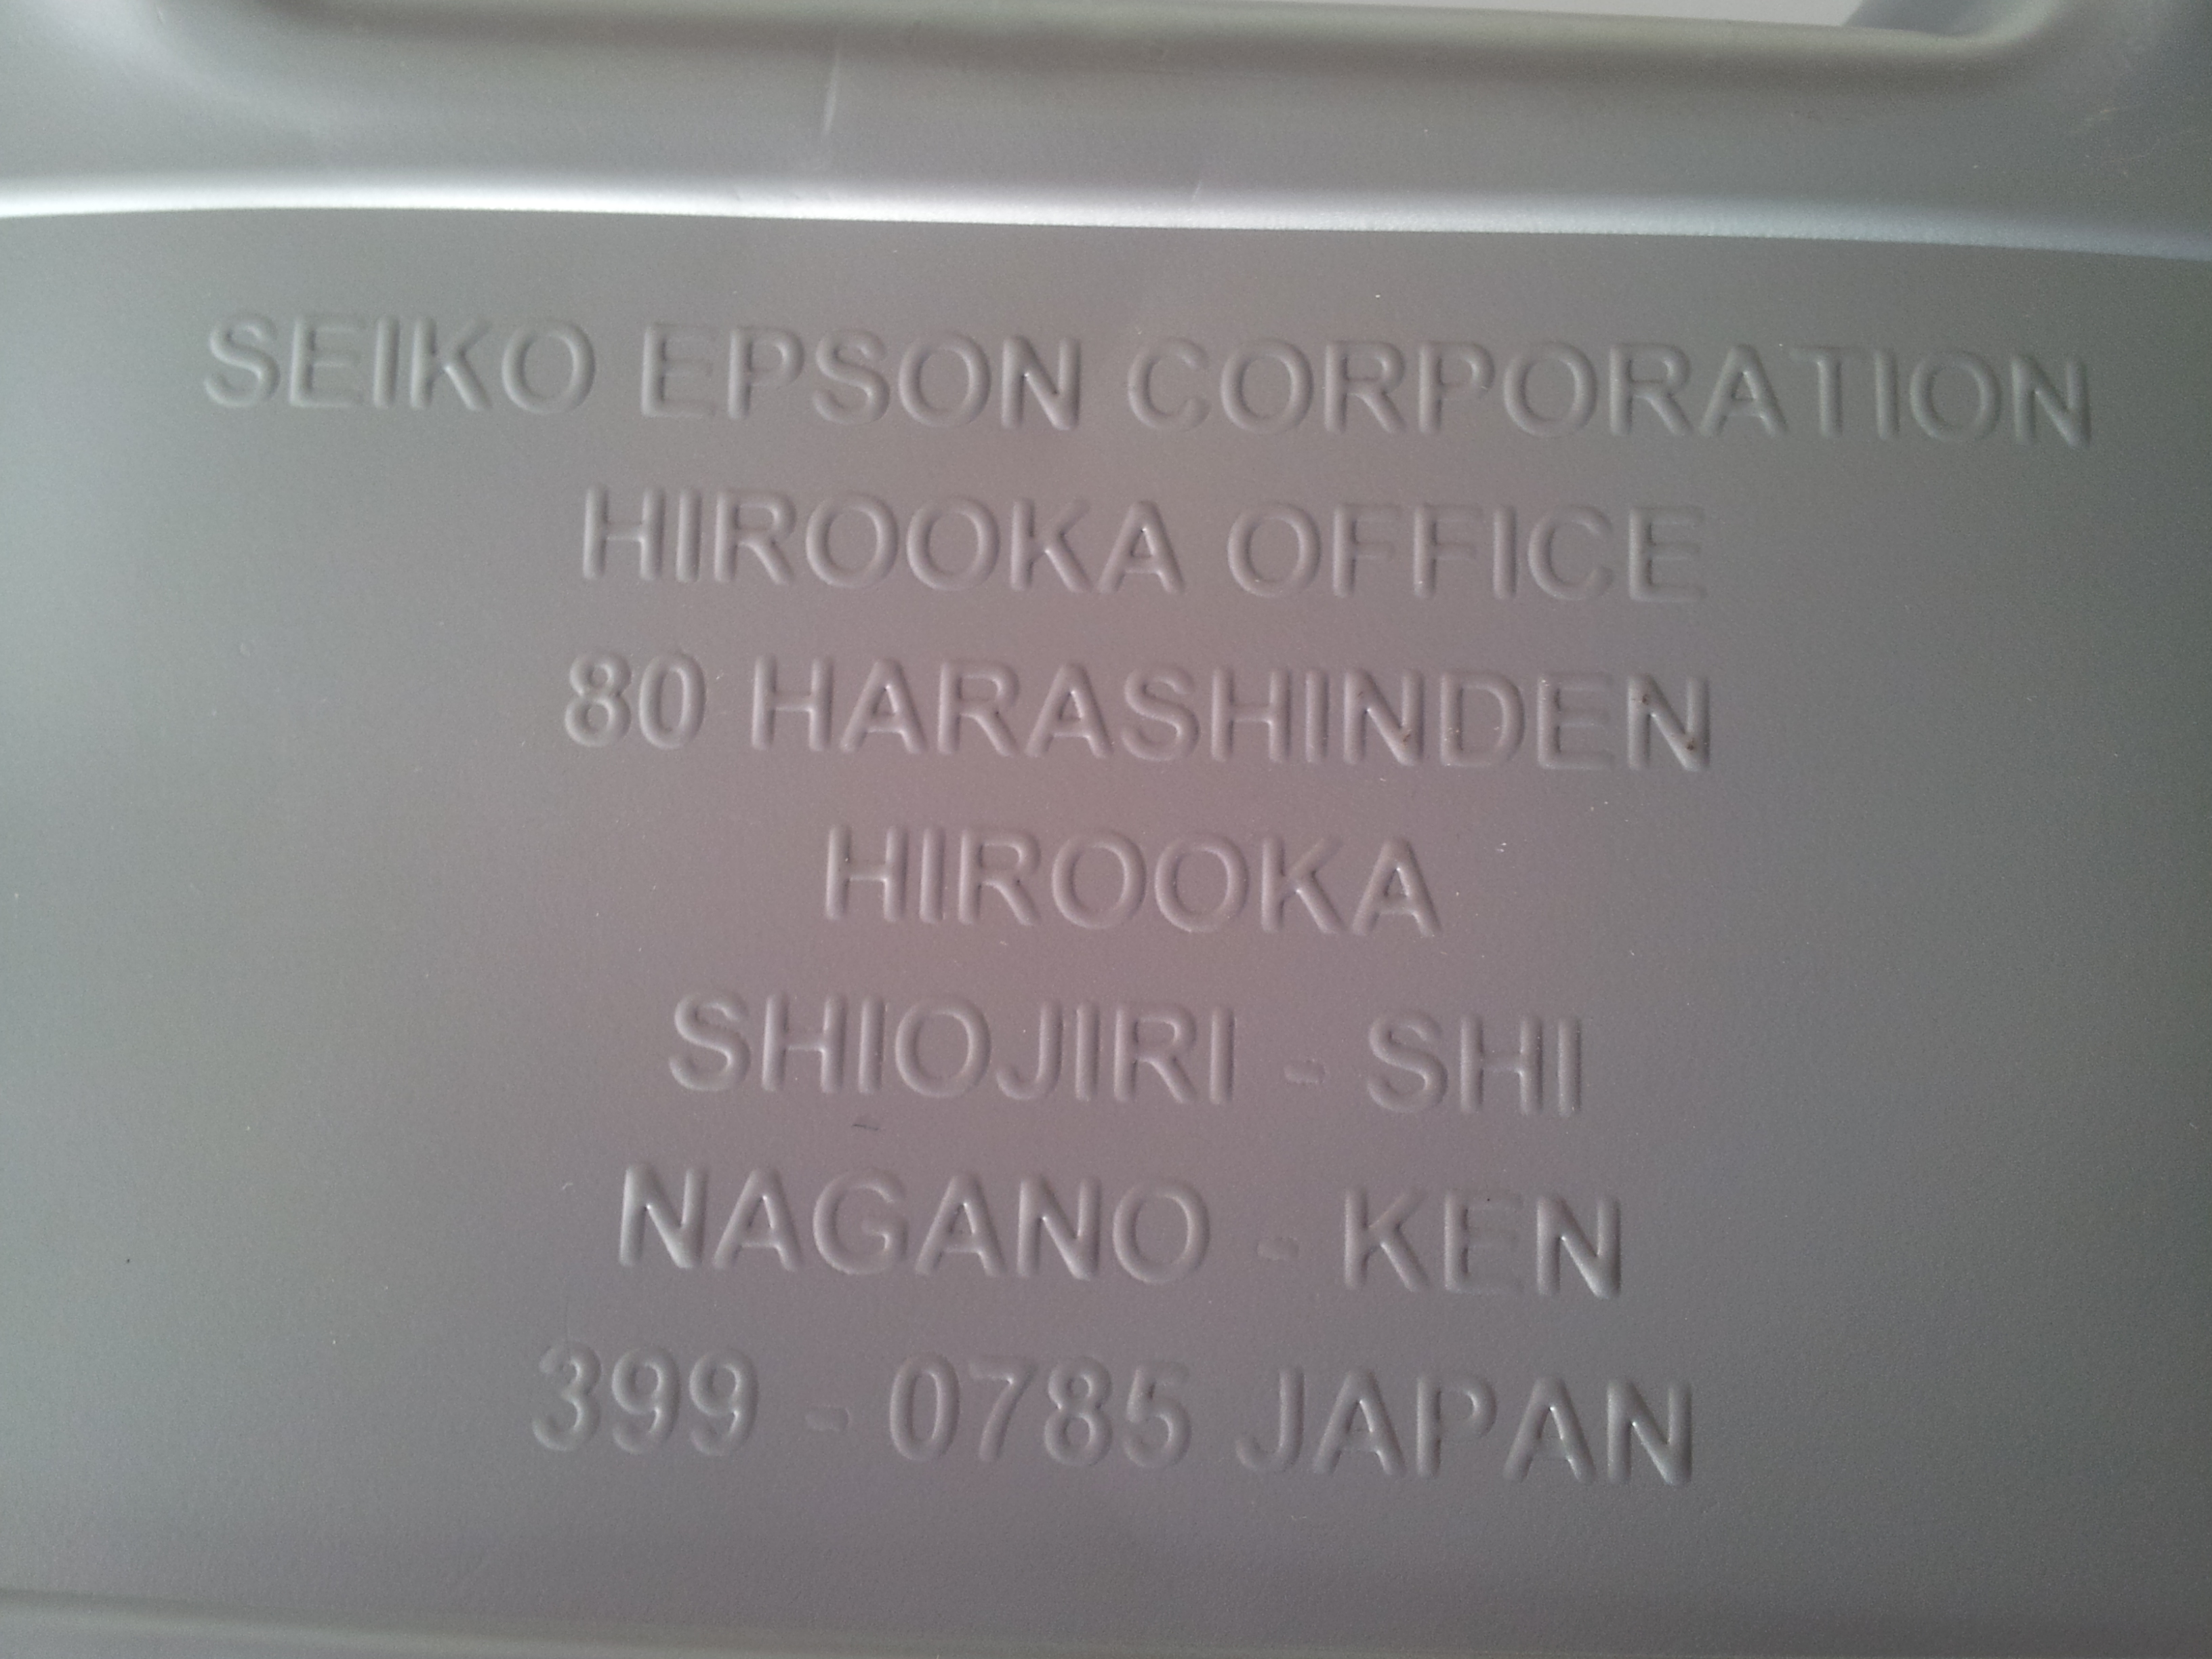 SEIKO EPSON CORPORATION
HIROOKA OFFICE
80 HARASHINDEN
HIROOKA
SHIOJIRI - SHI
NAGANO - KEN
399 - 0785 JAPAN